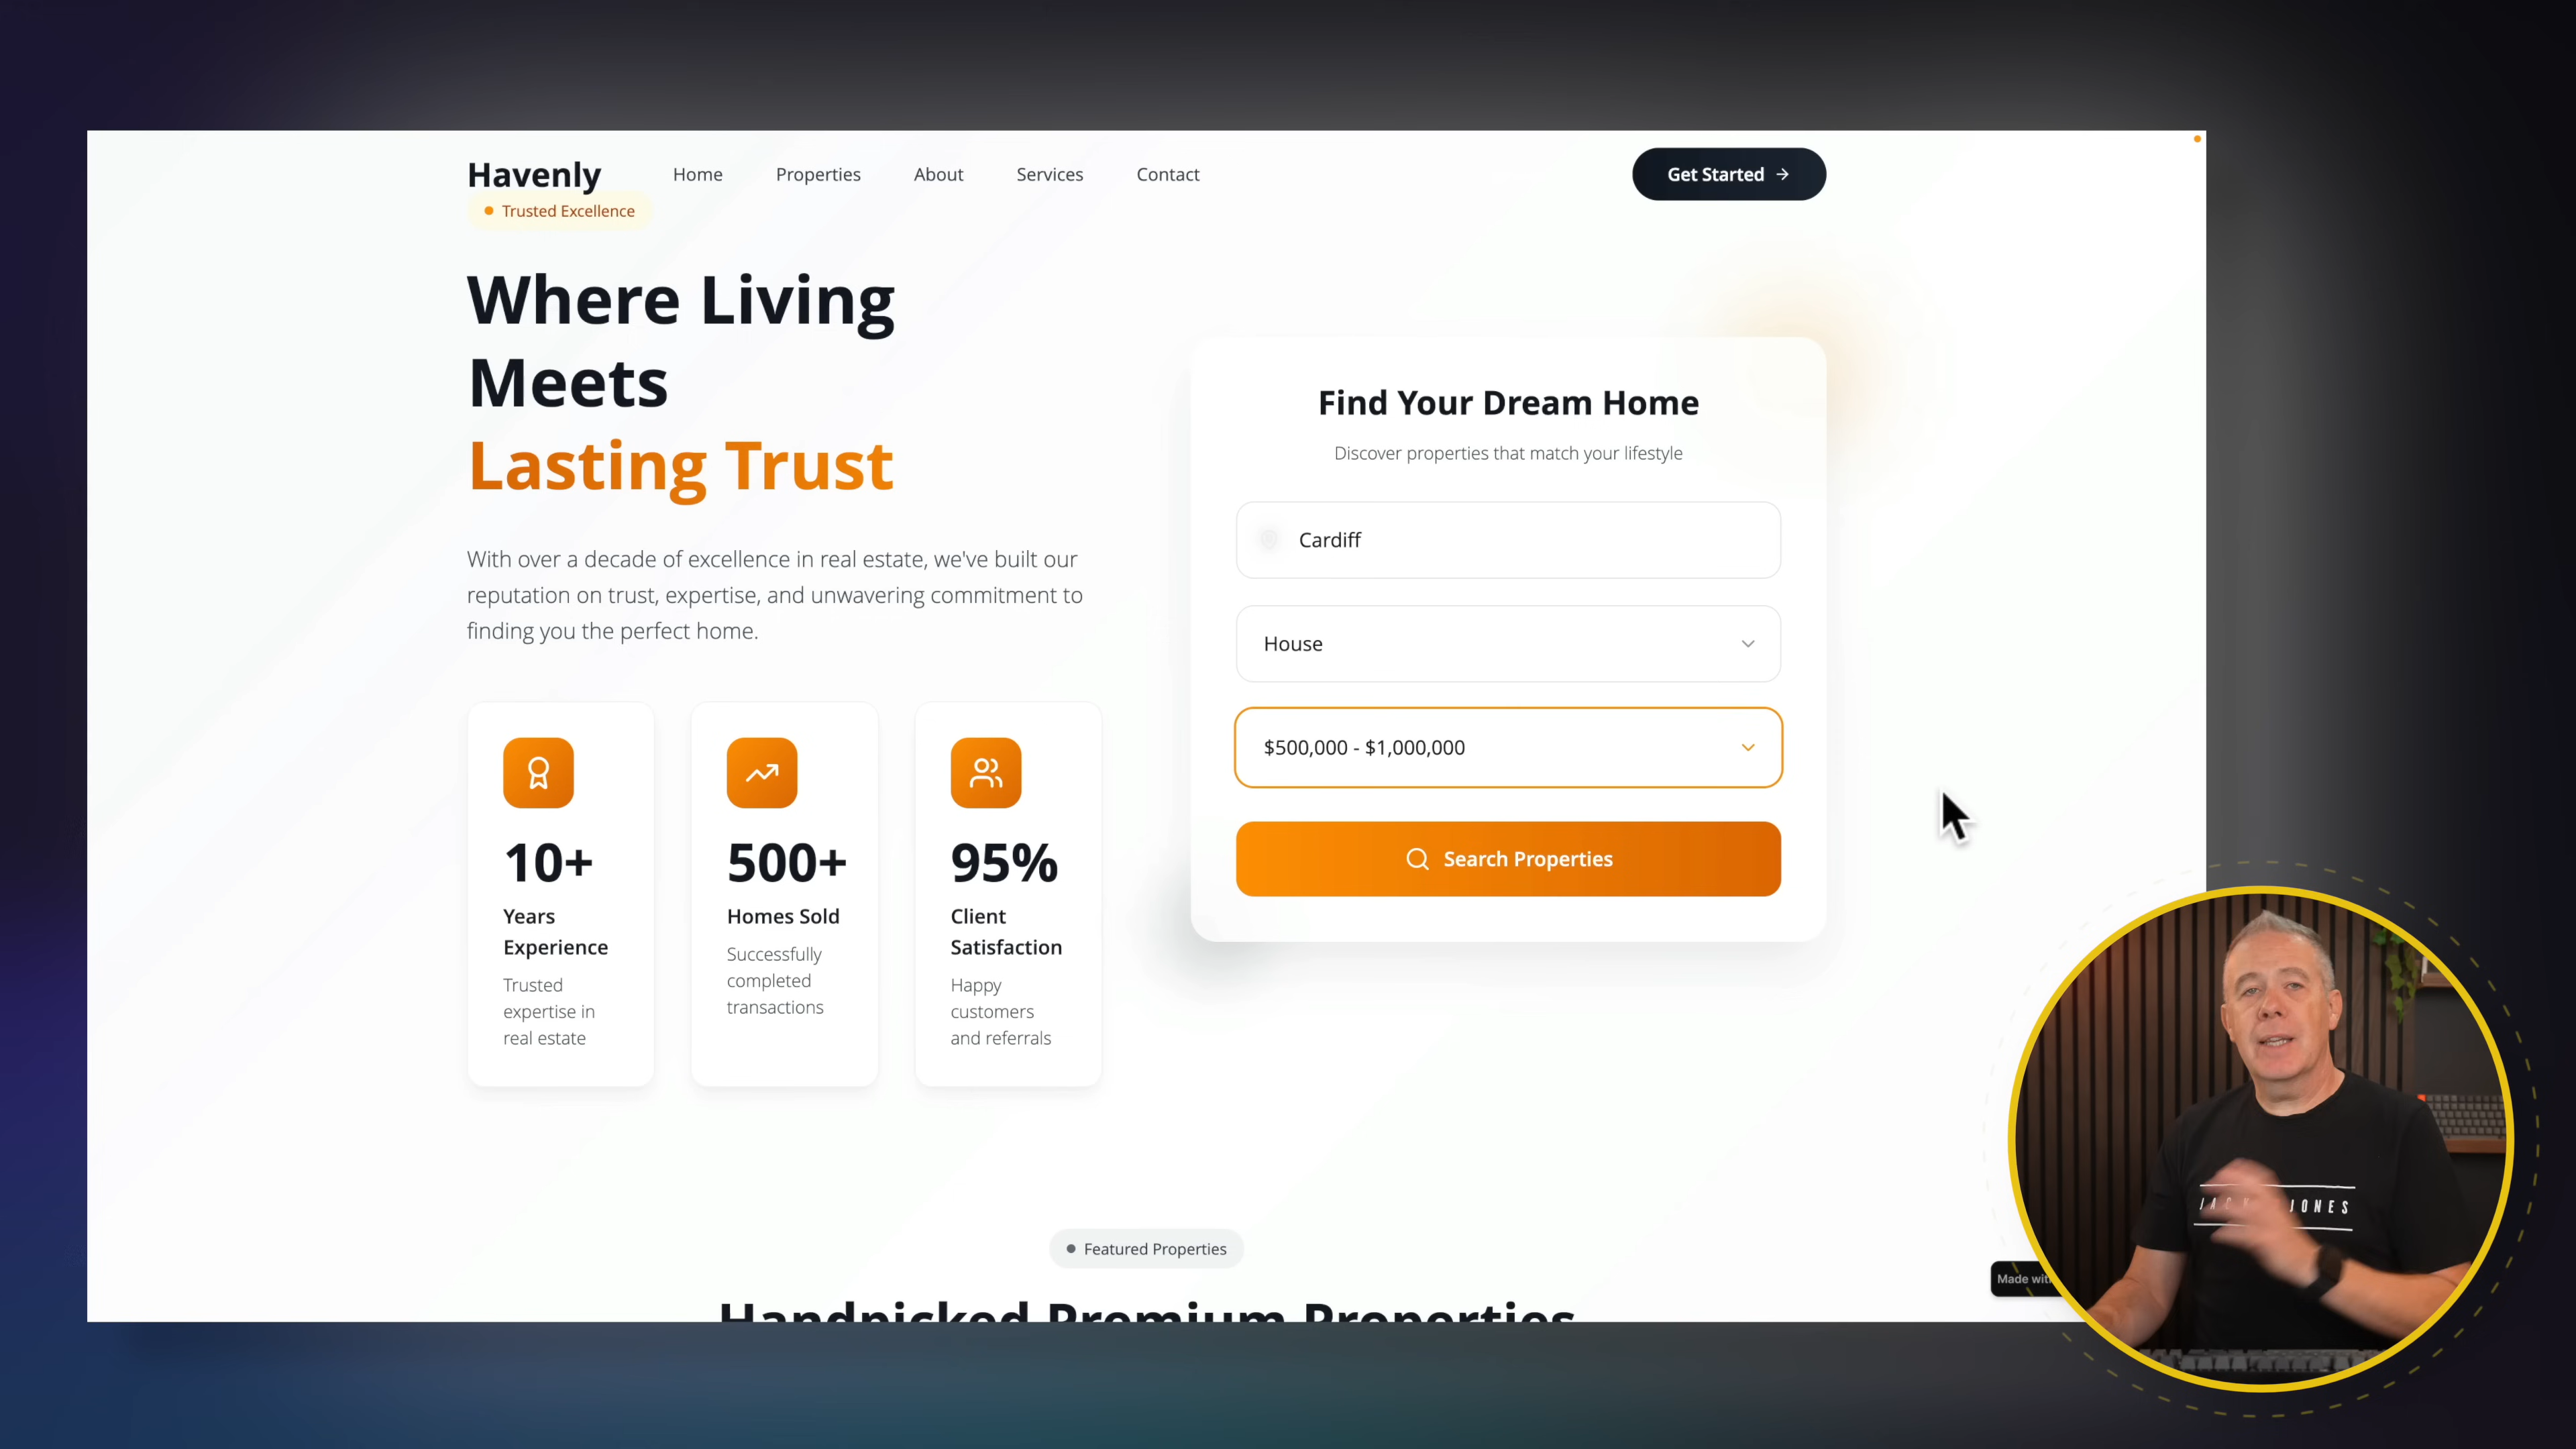 Havenly
Home
Properties
About
Services
Contact
Get Started
Trusted Excellence
Where Living
Meets
Lasting Trust
With over a decade of excellence in real estate, we've built our
reputation on trust, expertise, and unwavering commitment to
finding you the perfect home.
10+
Years
Experience
Trusted
expertise in
real estate
500+
Homes Sold
Successfully
completed
transactions
95%
Client
Satisfaction
Happy
customers
and referrals
Find Your Dream Home
Discover properties that match your lifestyle
Cardiff
House
$500,000 - $1,000,000
Search Properties
Featured Properties
Handpicked Premium Properties
Made